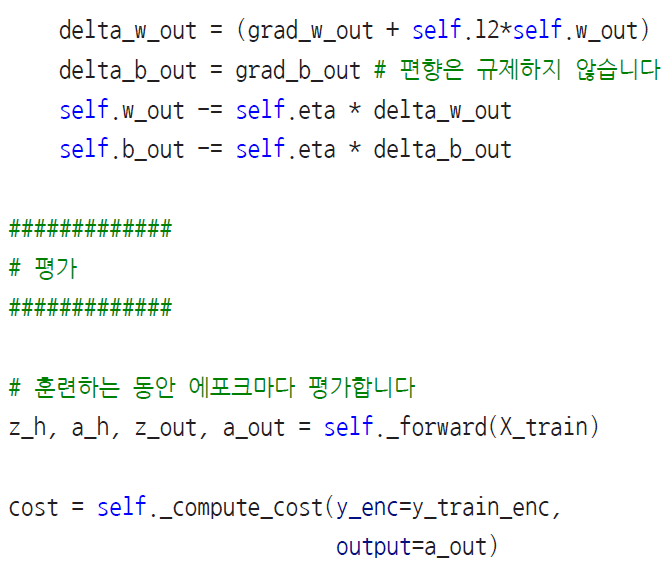 delta_w_out = (grad_w_out + self.l2*self.w_out)
delta_b_out = grad_b_out # 편향은 규제하지 않습니다
self.w_out -= self.eta * delta_w_out
self.b_out -= self.eta * delta_b_out
#############
# 평가
#############
# 훈련하는 동안 에포크마다 평가합니다
z_h, a_h, z_out, a_out = self._forward(X_train)
cost = self._compute_cost(y_enc=y_train_enc,
output=a_out)